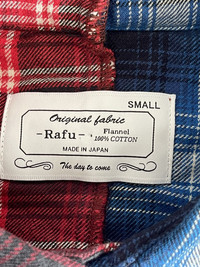 SMALL
Original fabric
-Rafu- Flannel
100% COTTON
MADE IN JAPAN
The day to come